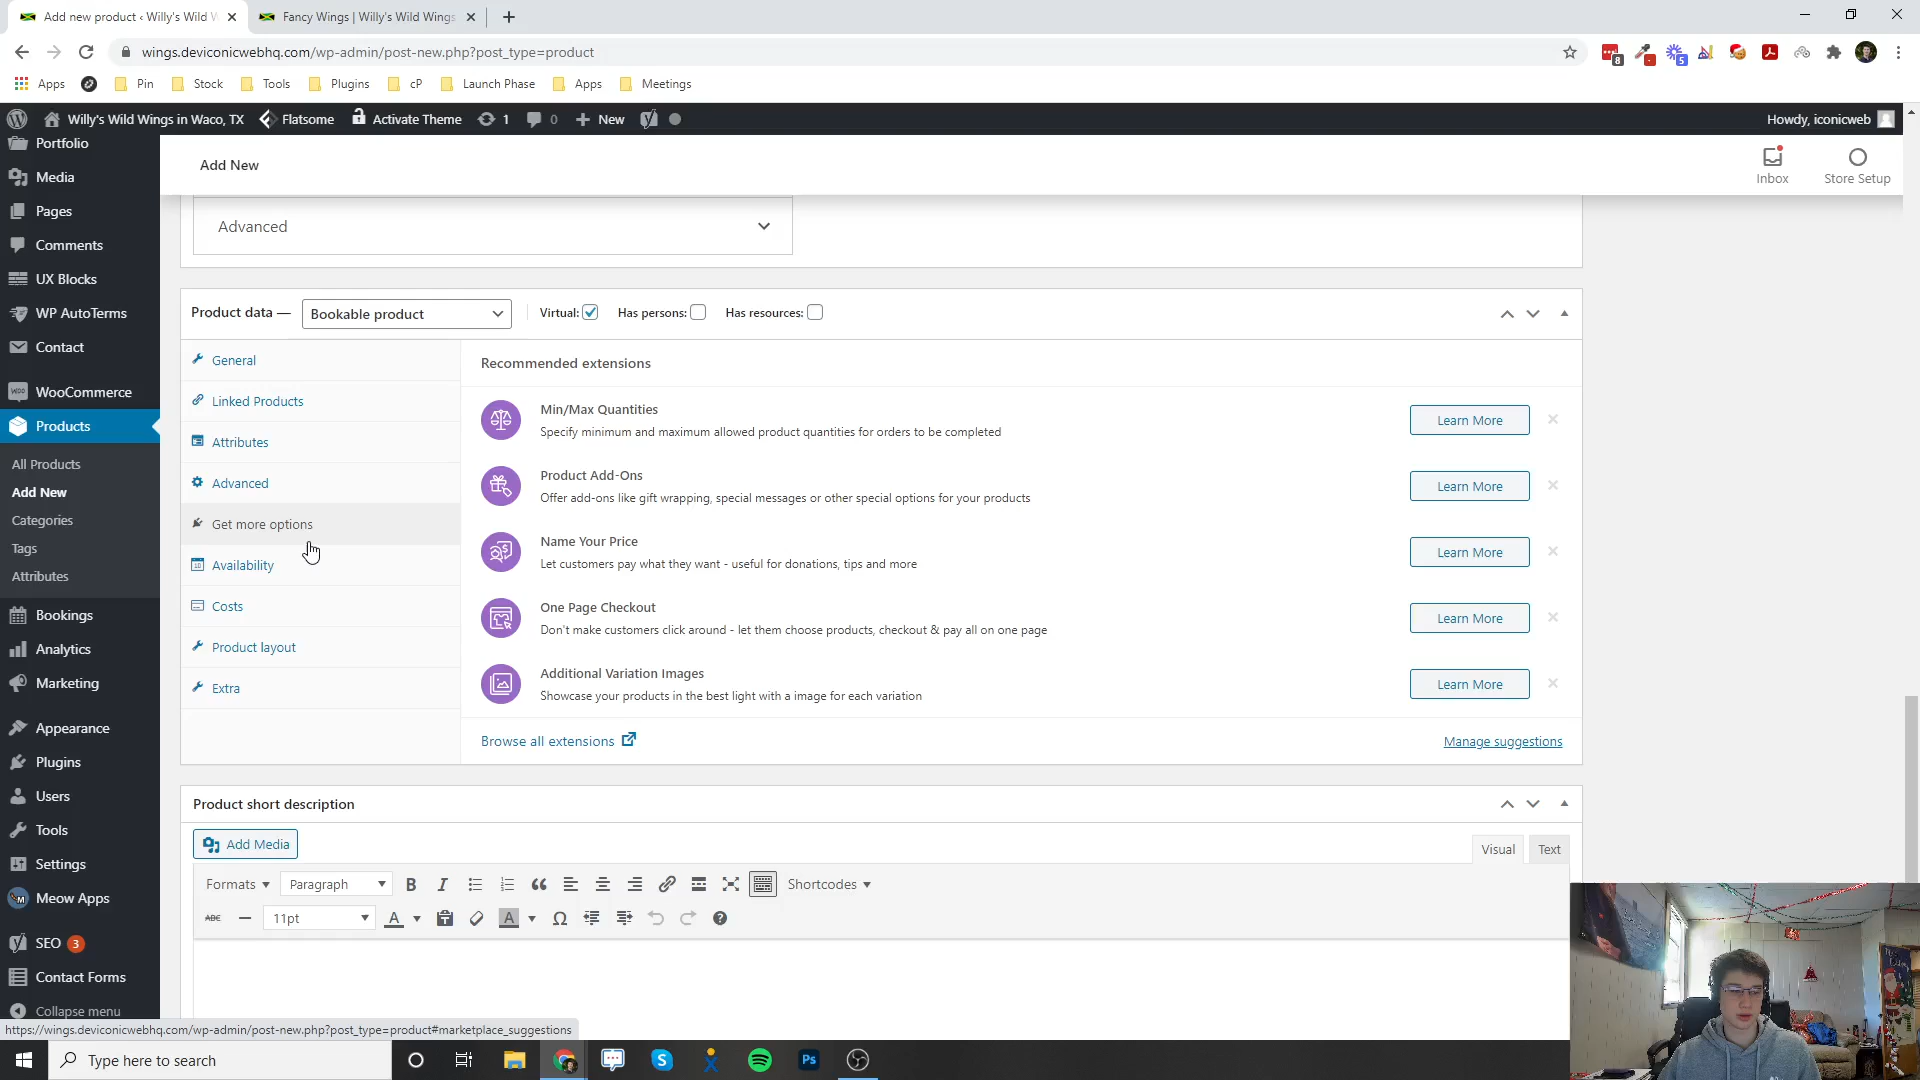 Add new product ‹ Willy's Wild W
Fancy Wings | Willy's Wild Wings
wings.deviconicwebhq.com/wp-admin/post-new.php?post_type=product
8
5
Apps
Pin
Stock
Tools
Plugins
cP
Launch Phase
Apps
Meetings
Willy's Wild Wings in Waco, TX
Flatsome
Activate Theme
1
0
New
Howdy, iconicweb
Portfolio
Media
Pages
Comments
UX Blocks
WP AutoTerms
Contact
WooCommerce
Products
All Products
Add New
Categories
Tags
Attributes
Bookings
Analytics
Marketing
Appearance
Plugins
Users
Tools
Settings
Meow Apps
SEO 3
Contact Forms
Collapse menu
Add New
Inbox
Store Setup
Advanced
Product data —
Bookable product
Virtual:
Has persons:
Has resources:
General
Linked Products
Attributes
Advanced
Get more options
Availability
Costs
Product layout
Extra
Recommended extensions
Min/Max Quantities
Specify minimum and maximum allowed product quantities for orders to be completed
Learn More
Product Add-Ons
Offer add-ons like gift wrapping, special messages or other special options for your products
Learn More
Name Your Price
Let customers pay what they want - useful for donations, tips and more
Learn More
One Page Checkout
Don't make customers click around - let them choose products, checkout & pay all on one page
Learn More
Additional Variation Images
Showcase your products in the best light with a image for each variation
Learn More
Browse all extensions
Manage suggestions
Product short description
Add Media
Visual
Text
Formats
Paragraph
B
I
Shortcodes
ABC
11pt
A
A
Ω
https://wings.deviconicwebhq.com/wp-admin/post-new.php?post_type=product#marketplace_suggestions
Type here to search
Ps